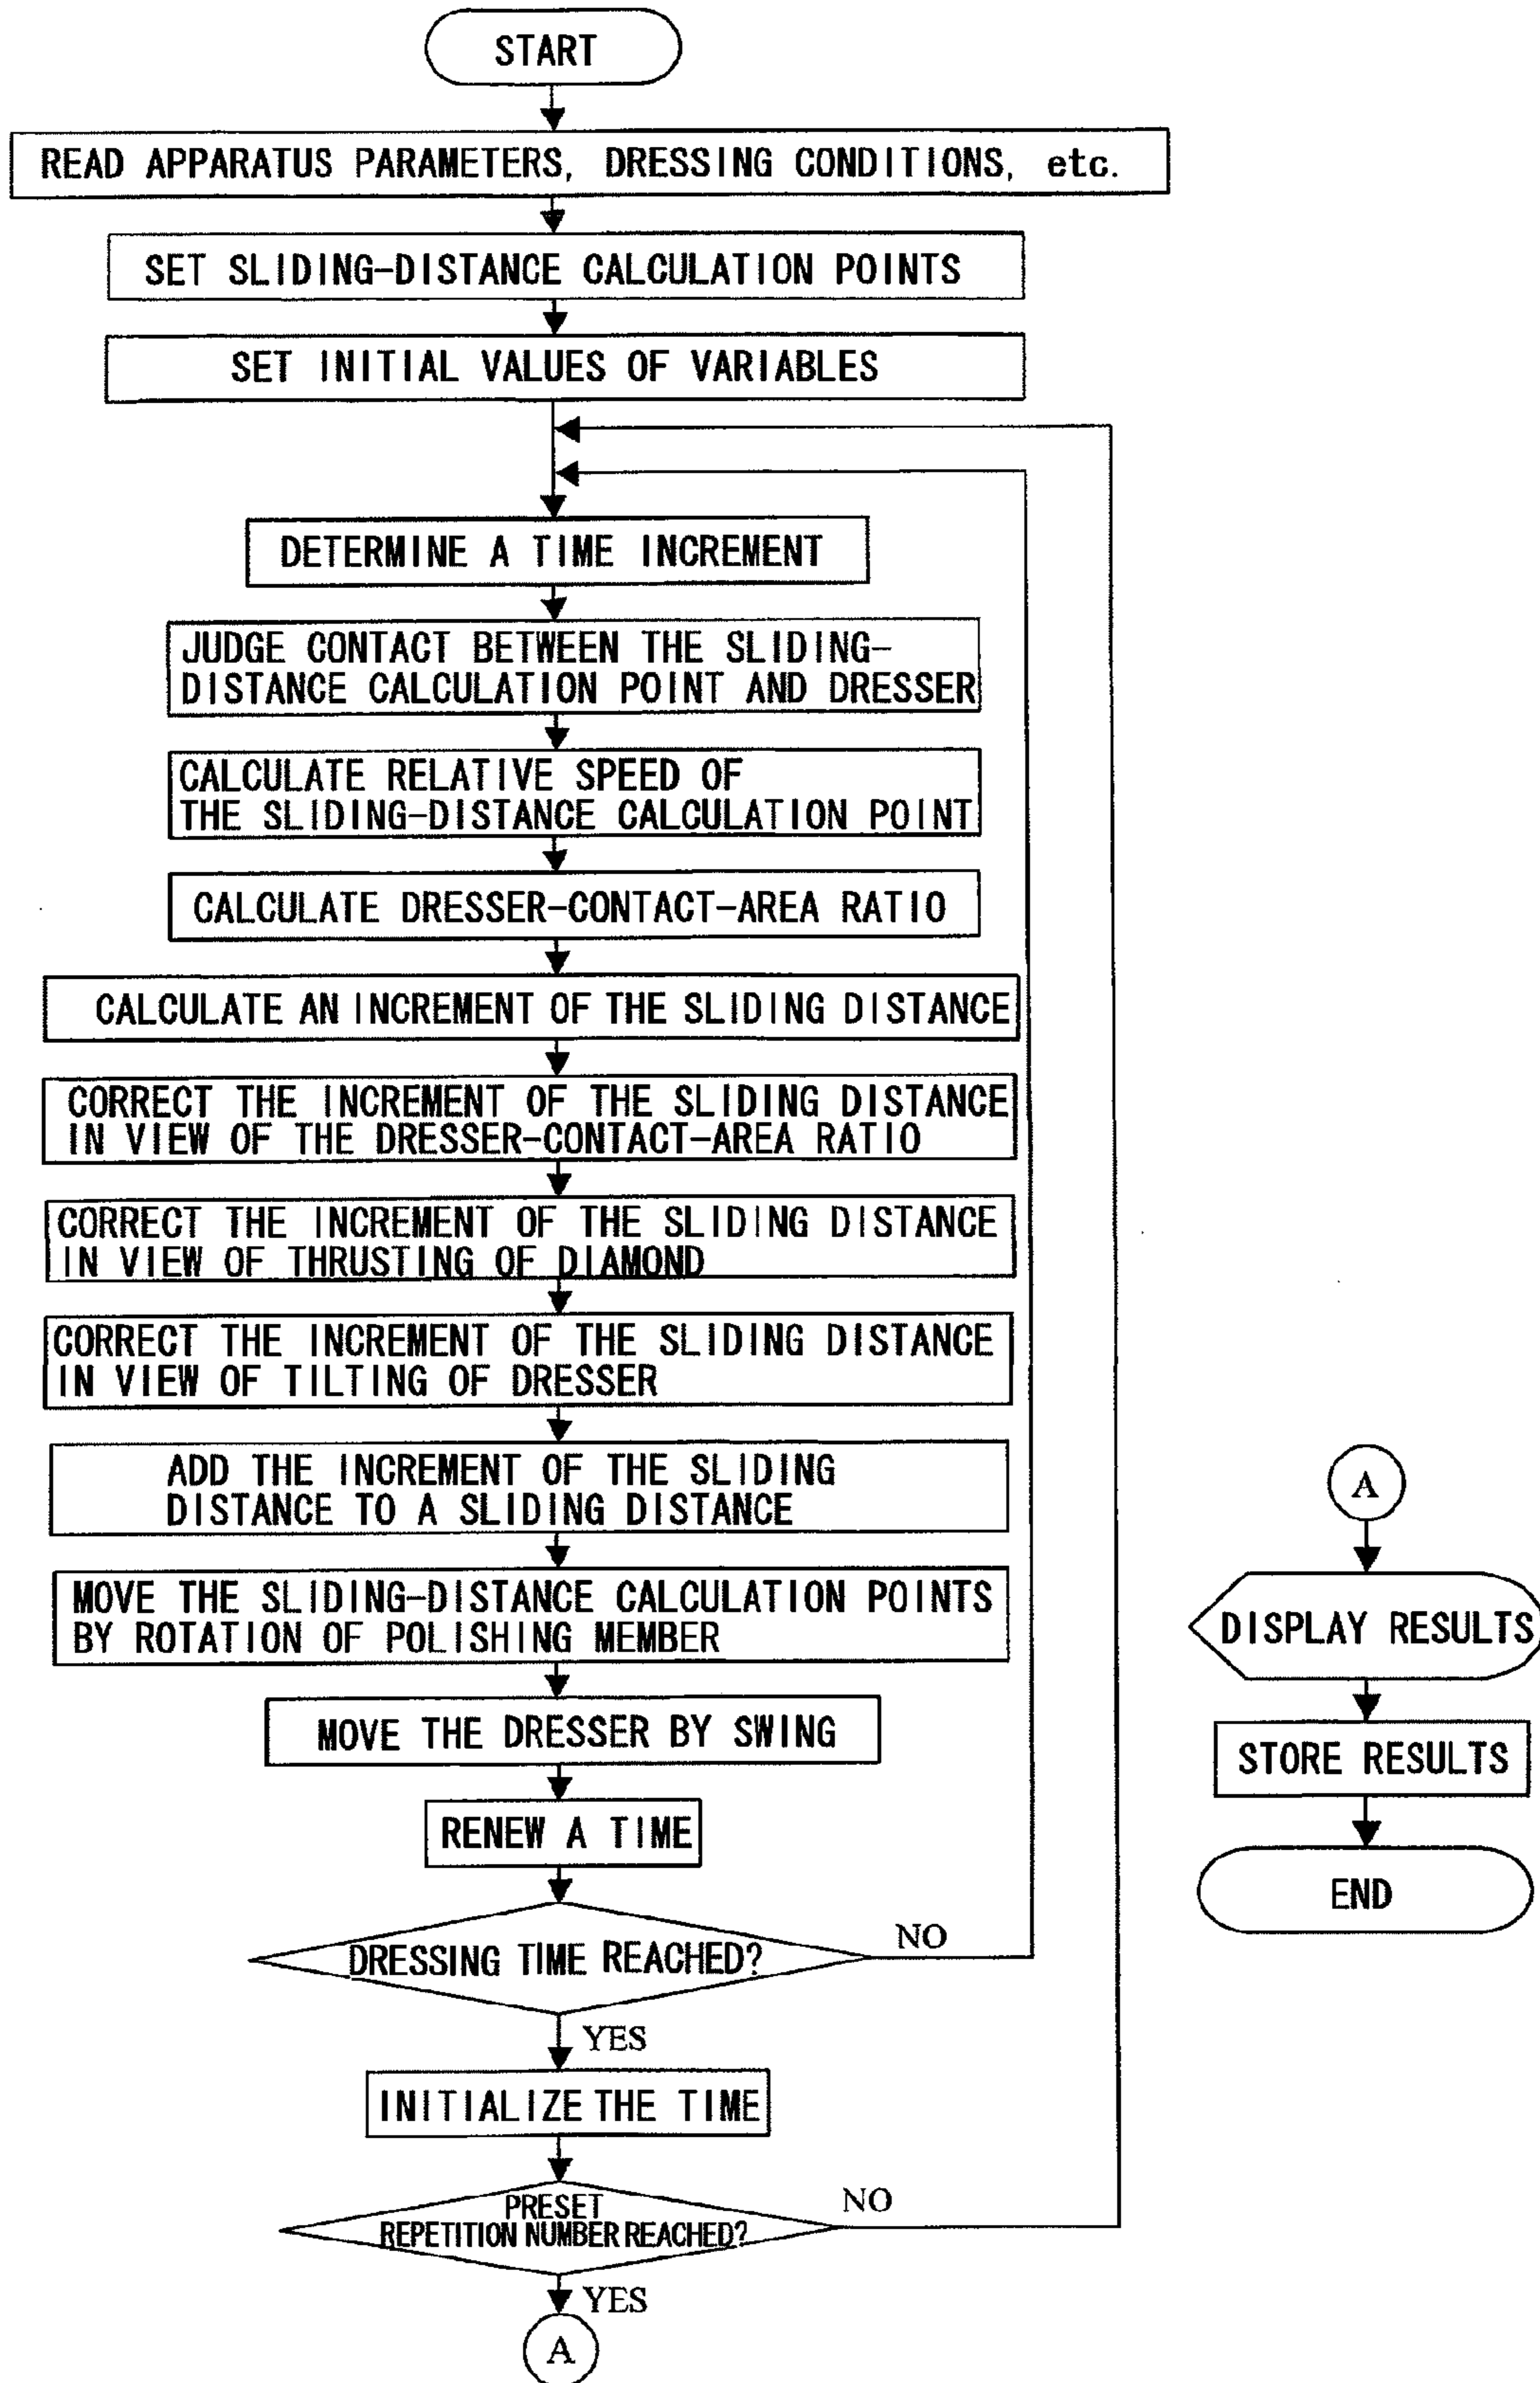 START
READ APPARATUS PARAMETERS, DRESSING CONDITIONS, etc.
SET SLIDING-DISTANCE CALCULATION POINTS
SET INITIAL VALUES OF VARIABLES
DETERMINE A TIME INCREMENT
JUDGE CONTACT BETWEEN THE SLIDING-
DISTANCE CALCULATION POINT AND DRESSER
CALCULATE RELATIVE SPEED OF
THE SLIDING-DISTANCE CALCULATION POINT
CALCULATE DRESSER-CONTACT-AREA RATIO
CALCULATE AN INCREMENT OF THE SLIDING DISTANCE
CORRECT THE INCREMENT OF THE SLIDING DISTANCE
IN VIEW OF THE DRESSER-CONTACT-AREA RATIO
CORRECT THE INCREMENT OF THE SLIDING DISTANCE
IN VIEW OF THRUSTING OF DIAMOND
CORRECT THE INCREMENT OF THE SLIDING DISTANCE
IN VIEW OF TILTING OF DRESSER
ADD THE INCREMENT OF THE SLIDING
DISTANCE TO A SLIDING DISTANCE
MOVE THE SLIDING-DISTANCE CALCULATION POINTS
BY ROTATION OF POLISHING MEMBER
MOVE THE DRESSER BY SWING
RENEW A TIME
DRESSING TIME REACHED?
NO
YES
INITIALIZE THE TIME
PRESET
REPETITION NUMBER REACHED?
NO
YES
A
A
DISPLAY RESULTS
STORE RESULTS
END